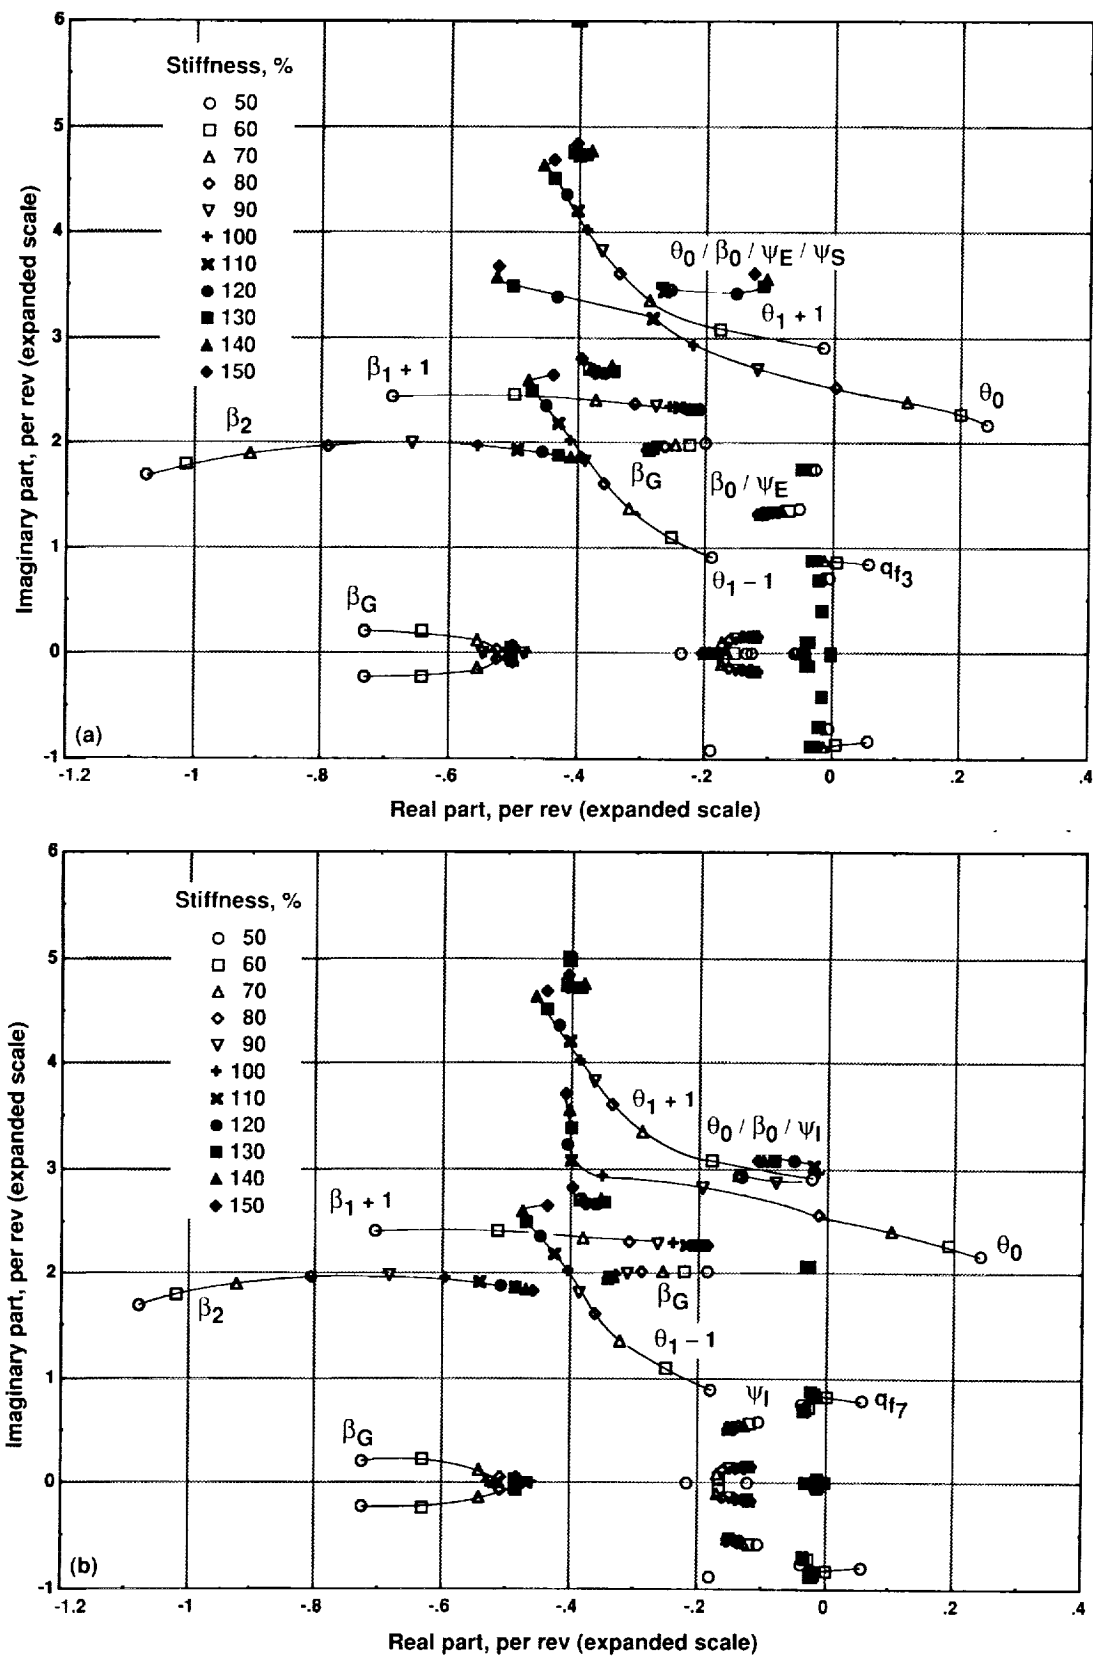 6
Stiffness, %
50
60
70
80
90
100
110
120
130
140
150
5
4
3
2
1
0
-1
Imaginary part, per rev (expanded scale)
θ0 / β0 / ψE / ψS
θ1 + 1
θ0
β1 + 1
β2
βG
β0 / ψE
θ1 – 1
qf3
βG
(a)
-1.2
-1
-.8
-.6
-.4
-.2
0
.2
.4
Real part, per rev (expanded scale)
6
Stiffness, %
50
60
70
80
90
100
110
120
130
140
150
5
4
3
2
1
0
-1
Imaginary part, per rev (expanded scale)
θ1 + 1
θ0 / β0 / ψI
β1 + 1
θ0
β2
βG
θ1 – 1
ψI
qf7
βG
(b)
-1.2
-1
-.8
-.6
-.4
-.2
0
.2
.4
Real part, per rev (expanded scale)